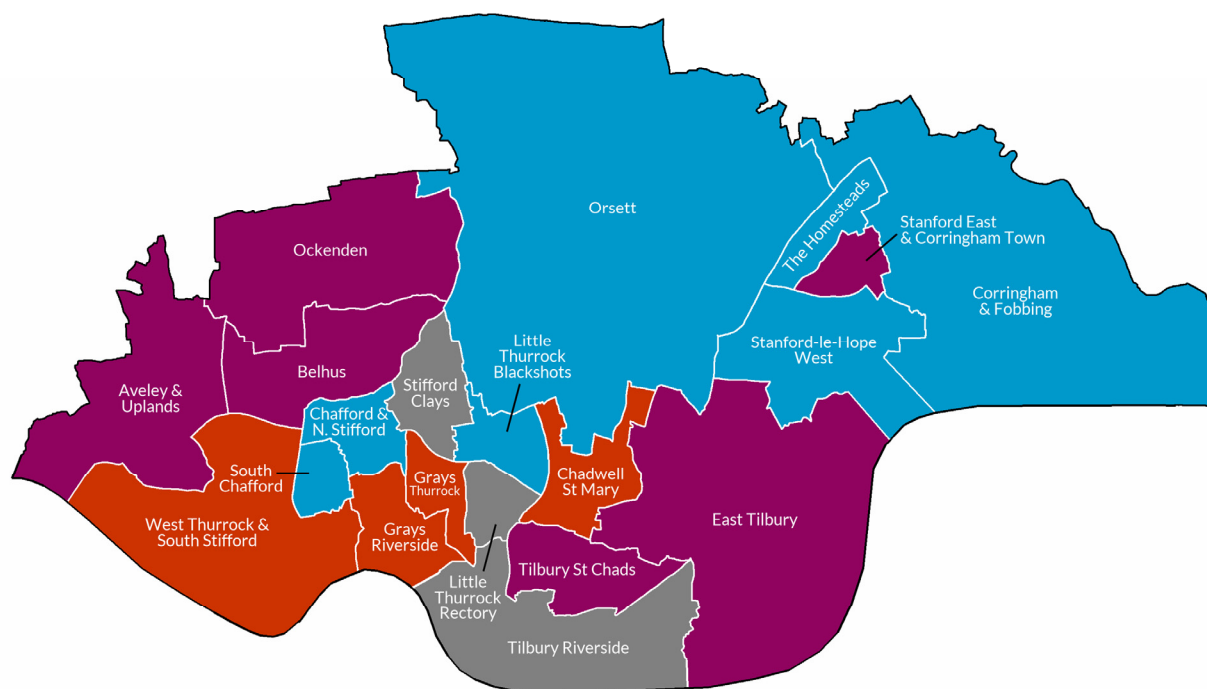 Orsett
The Homesteads
Stanford East
& Corringham Town
Ockenden
Corringham
& Fobbing
Little
Thurrock
Blackshots
Stanford-le-Hope
West
Belhus
Stifford
Clays
Aveley &
Uplands
Chafford &
N. Stifford
South
Chafford
Grays
Thurrock
Chadwell
St Mary
West Thurrock &
South Stifford
Grays
Riverside
East Tilbury
Tilbury St Chads
Little
Thurrock
Rectory
Tilbury Riverside